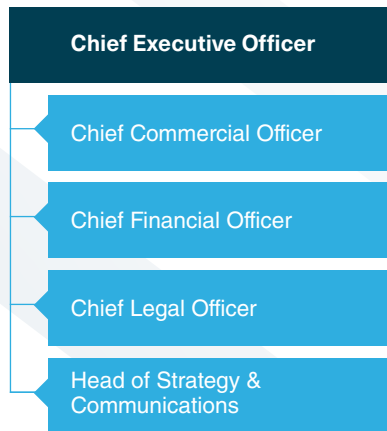 Chief Executive Officer
Chief Commercial Officer
Chief Financial Officer
Chief Legal Officer
Head of Strategy &
Communications